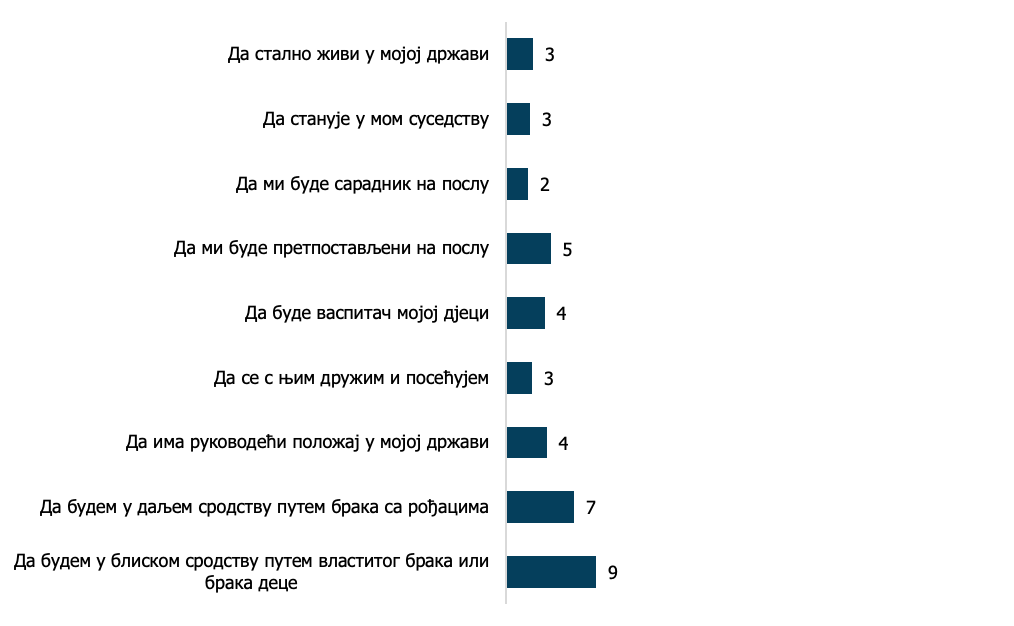 Да стално живи у мојој држави 3
Да станује у мом суседству 3
Да ми буде сарадник на послу 2
Да ми буде претпостављени на послу 5
Да буде васпитач мојој дјеци 4
Да се с њим дружим и посећујем 3
Да има руководећи положај у мојој држави 4
Да будем у даљем сродству путем брака са рођацима 7
Да будем у блиском сродству путем властитог брака или
брака деце 9